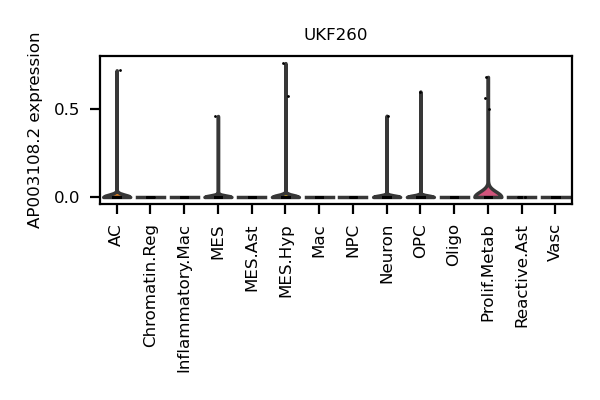 UKF260
AP003108.2 expression
0.5
0.0
AC
Chromatin.Reg
Inflammatory.Mac
MES
MES.Ast
MES.Hyp
Mac
NPC
Neuron
OPC
Oligo
Prolif.Metab
Reactive.Ast
Vasc